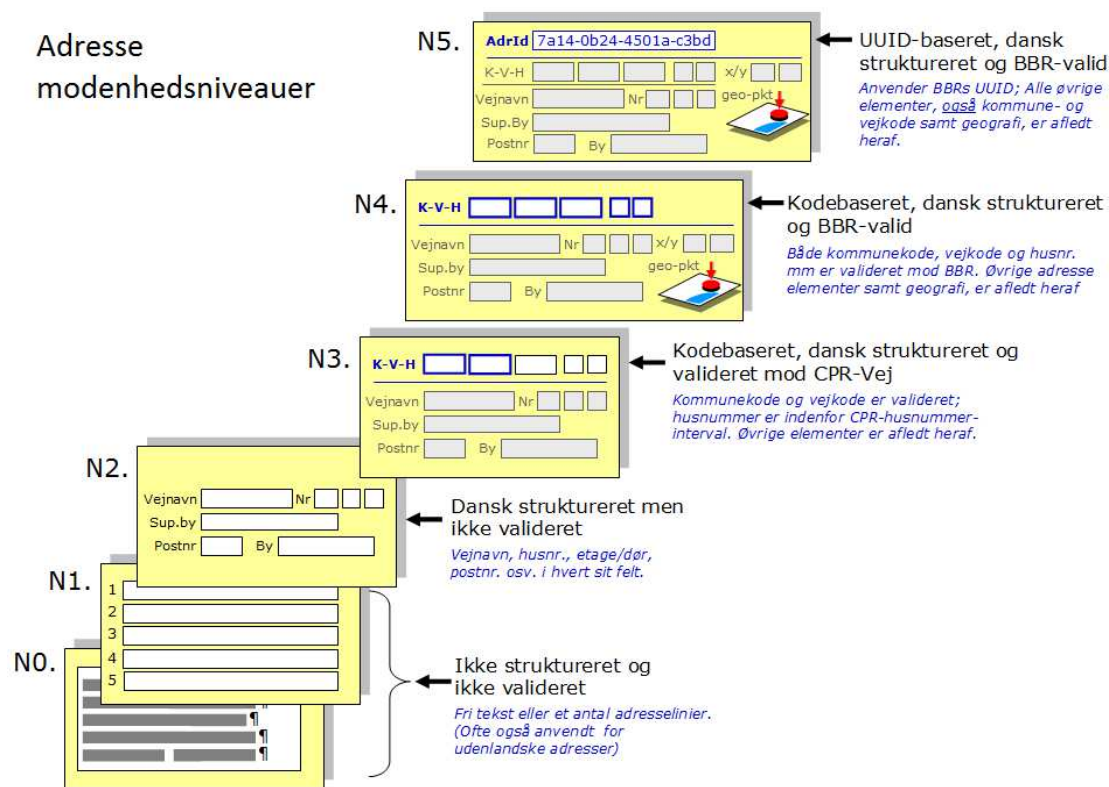 Adresse
modenhedsniveauer
N5.
AdrId 7a14-0b24-4501a-c3bd
K-V-H x/y
Vejnavn Nr geo-pkt
Sup.By
Postnr By
UUID-baseret, dansk
struktureret og BBR-valid
Anvender BBRs UUID; Alle øvrige
elementer, også kommune- og
vejkode samt geografi, er afledt
heraf.
N4.
K-V-H
Vejnavn Nr x/y
Sup.by geo-pkt
Postnr By
Kodebaseret, dansk struktureret
og BBR-valid
Både kommunekode, vejkode og husnr.
mm er valideret mod BBR. Øvrige adresse
elementer samt geografi, er afledt heraf
N3.
K-V-H
Vejnavn Nr
Sup.by
Postnr By
Kodebaseret, dansk struktureret og
valideret mod CPR-Vej
Kommunekode og vejkode er valideret;
husnummer er indenfor CPR-husnummer-
interval. Øvrige elementer er afledt heraf.
N2.
Vejnavn Nr
Sup.by
Postnr By
Dansk struktureret men
ikke valideret
Vejnavn, husnr., etage/dør,
postnr. osv. i hvert sit felt.
N1.
1
2
3
4
5
N0.
¶
¶
¶
¶
Ikke struktureret og
ikke valideret
Fri tekst eller et antal adresselinier.
(Ofte også anvendt for
udenlandske adresser)